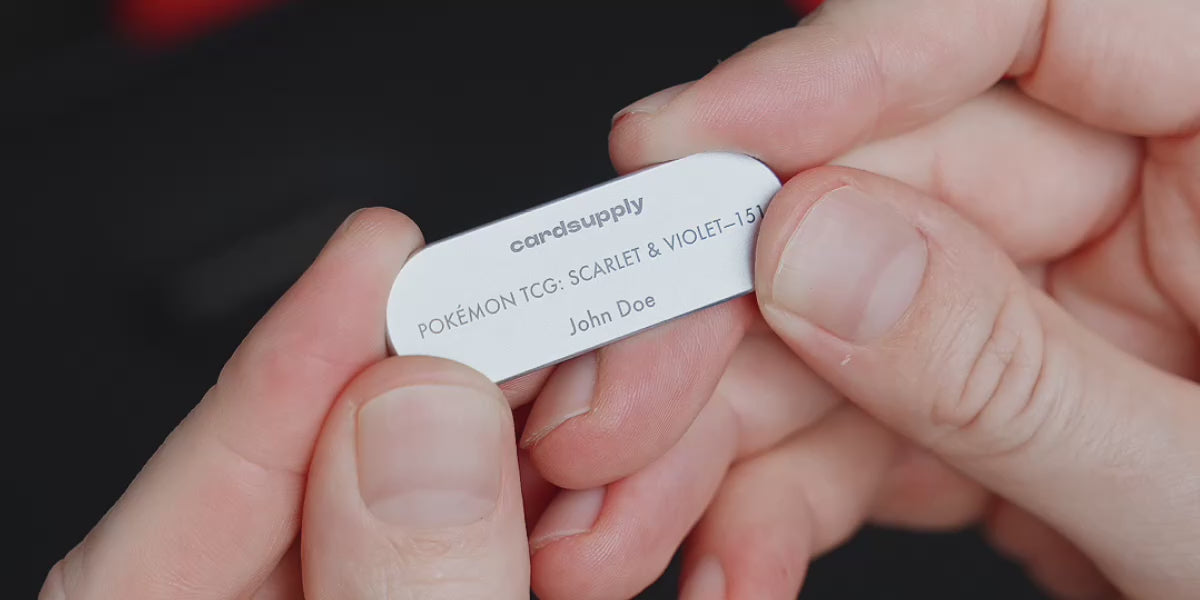 cardsupply
POKÉMON TCG: SCARLET & VIOLET–151
John Doe